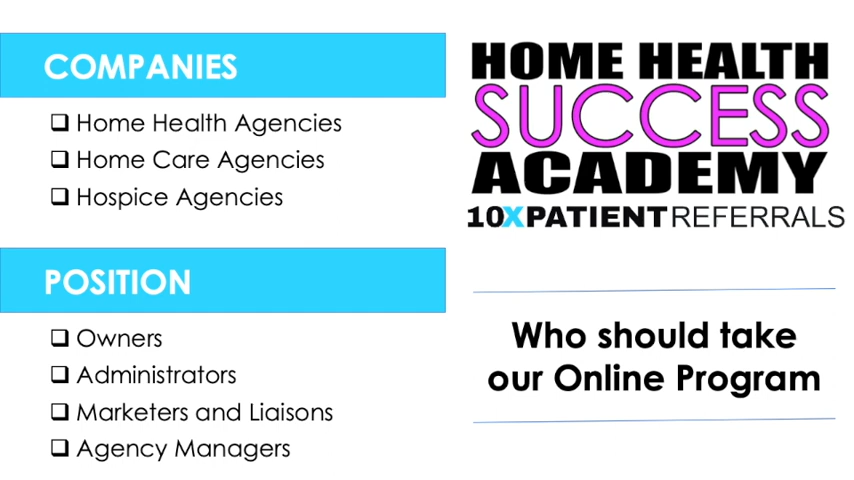 COMPANIES
Home Health Agencies
Home Care Agencies
Hospice Agencies
POSITION
Owners
Administrators
Marketers and Liaisons
Agency Managers
HOME HEALTH
SUCCESS
ACADEMY
10XPATIENTREFERRALS
Who should take
our Online Program